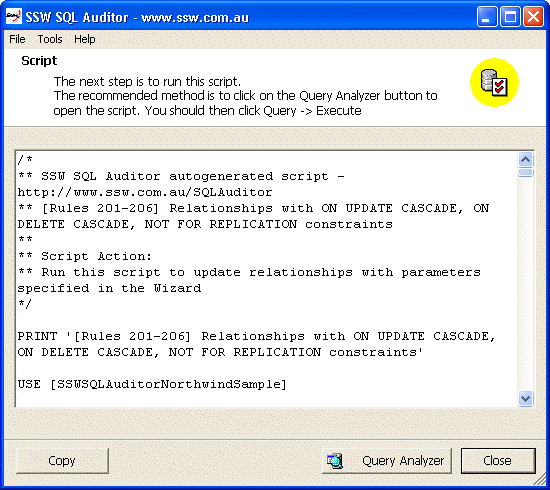 SSW SQL Auditor - www.ssw.com.au
File Tools Help
Script
The next step is to run this script.
The recommended method is to click on the Query Analyzer button to
open the script. You should then click Query -> Execute
/*
** SSW SQL Auditor autogenerated script -
http://www.ssw.com.au/SQLAuditor
** [Rules 201-206] Relationships with ON UPDATE CASCADE, ON
DELETE CASCADE, NOT FOR REPLICATION constraints
**
** Script Action:
** Run this script to update relationships with parameters
specified in the Wizard
*/
PRINT '[Rules 201-206] Relationships with ON UPDATE CASCADE,
ON DELETE CASCADE, NOT FOR REPLICATION constraints'
USE [SSWSQLAuditorNorthwindSample]
Copy Query Analyzer Close